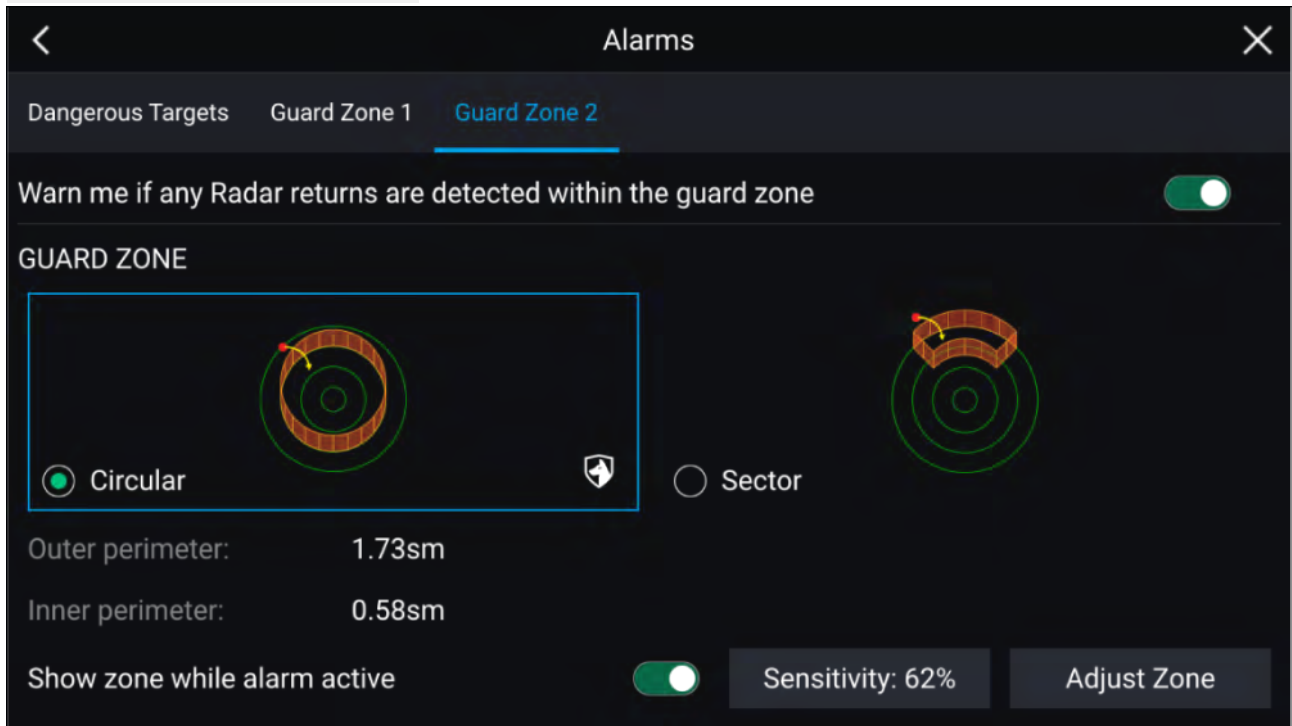 Alarms
Dangerous Targets Guard Zone 1 Guard Zone 2
Warn me if any Radar returns are detected within the guard zone
GUARD ZONE
Circular Sector
Outer perimeter: 1.73sm
Inner perimeter: 0.58sm
Show zone while alarm active Sensitivity: 62% Adjust Zone